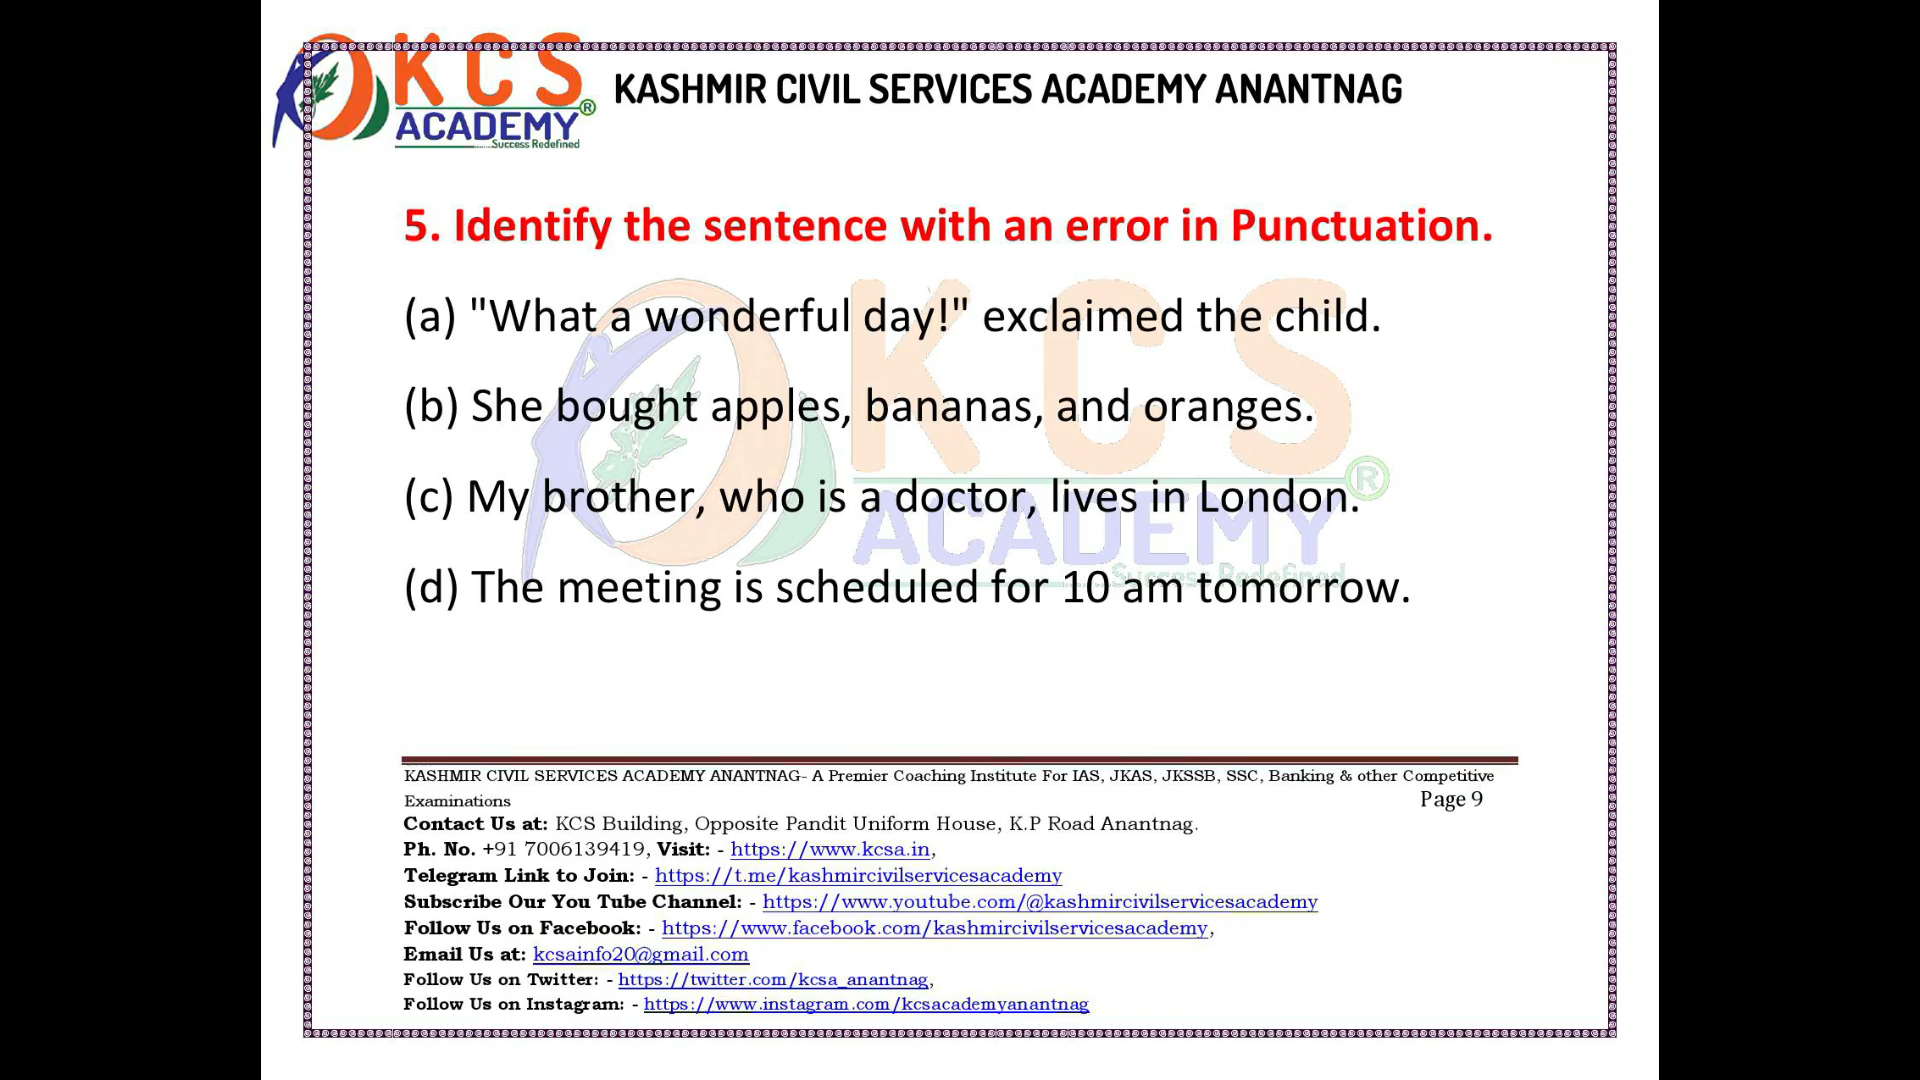 KCS
ACADEMY®
Success Redefined
KASHMIR CIVIL SERVICES ACADEMY ANANTNAG
5. Identify the sentence with an error in Punctuation.
(a) "What a wonderful day!" exclaimed the child.
(b) She bought apples, bananas, and oranges.
(c) My brother, who is a doctor, lives in London.
(d) The meeting is scheduled for 10 am tomorrow.
KCS
ACADEMY®
Success Redefined
KASHMIR CIVIL SERVICES ACADEMY ANANTNAG- A Premier Coaching Institute For IAS, JKAS, JKSSB, SSC, Banking & other Competitive
Examinations Page 9
Contact Us at: KCS Building, Opposite Pandit Uniform House, K.P Road Anantnag.
Ph. No. +91 7006139419, Visit: - https://www.kcsa.in,
Telegram Link to Join: - https://t.me/kashmircivilservicesacademy
Subscribe Our You Tube Channel: - https://www.youtube.com/@kashmircivilservicesacademy
Follow Us on Facebook: - https://www.facebook.com/kashmircivilservicesacademy,
Email Us at: kcsainfo20@gmail.com
Follow Us on Twitter: - https://twitter.com/kcsa_anantnag,
Follow Us on Instagram: - https://www.instagram.com/kcsacademyanantnag